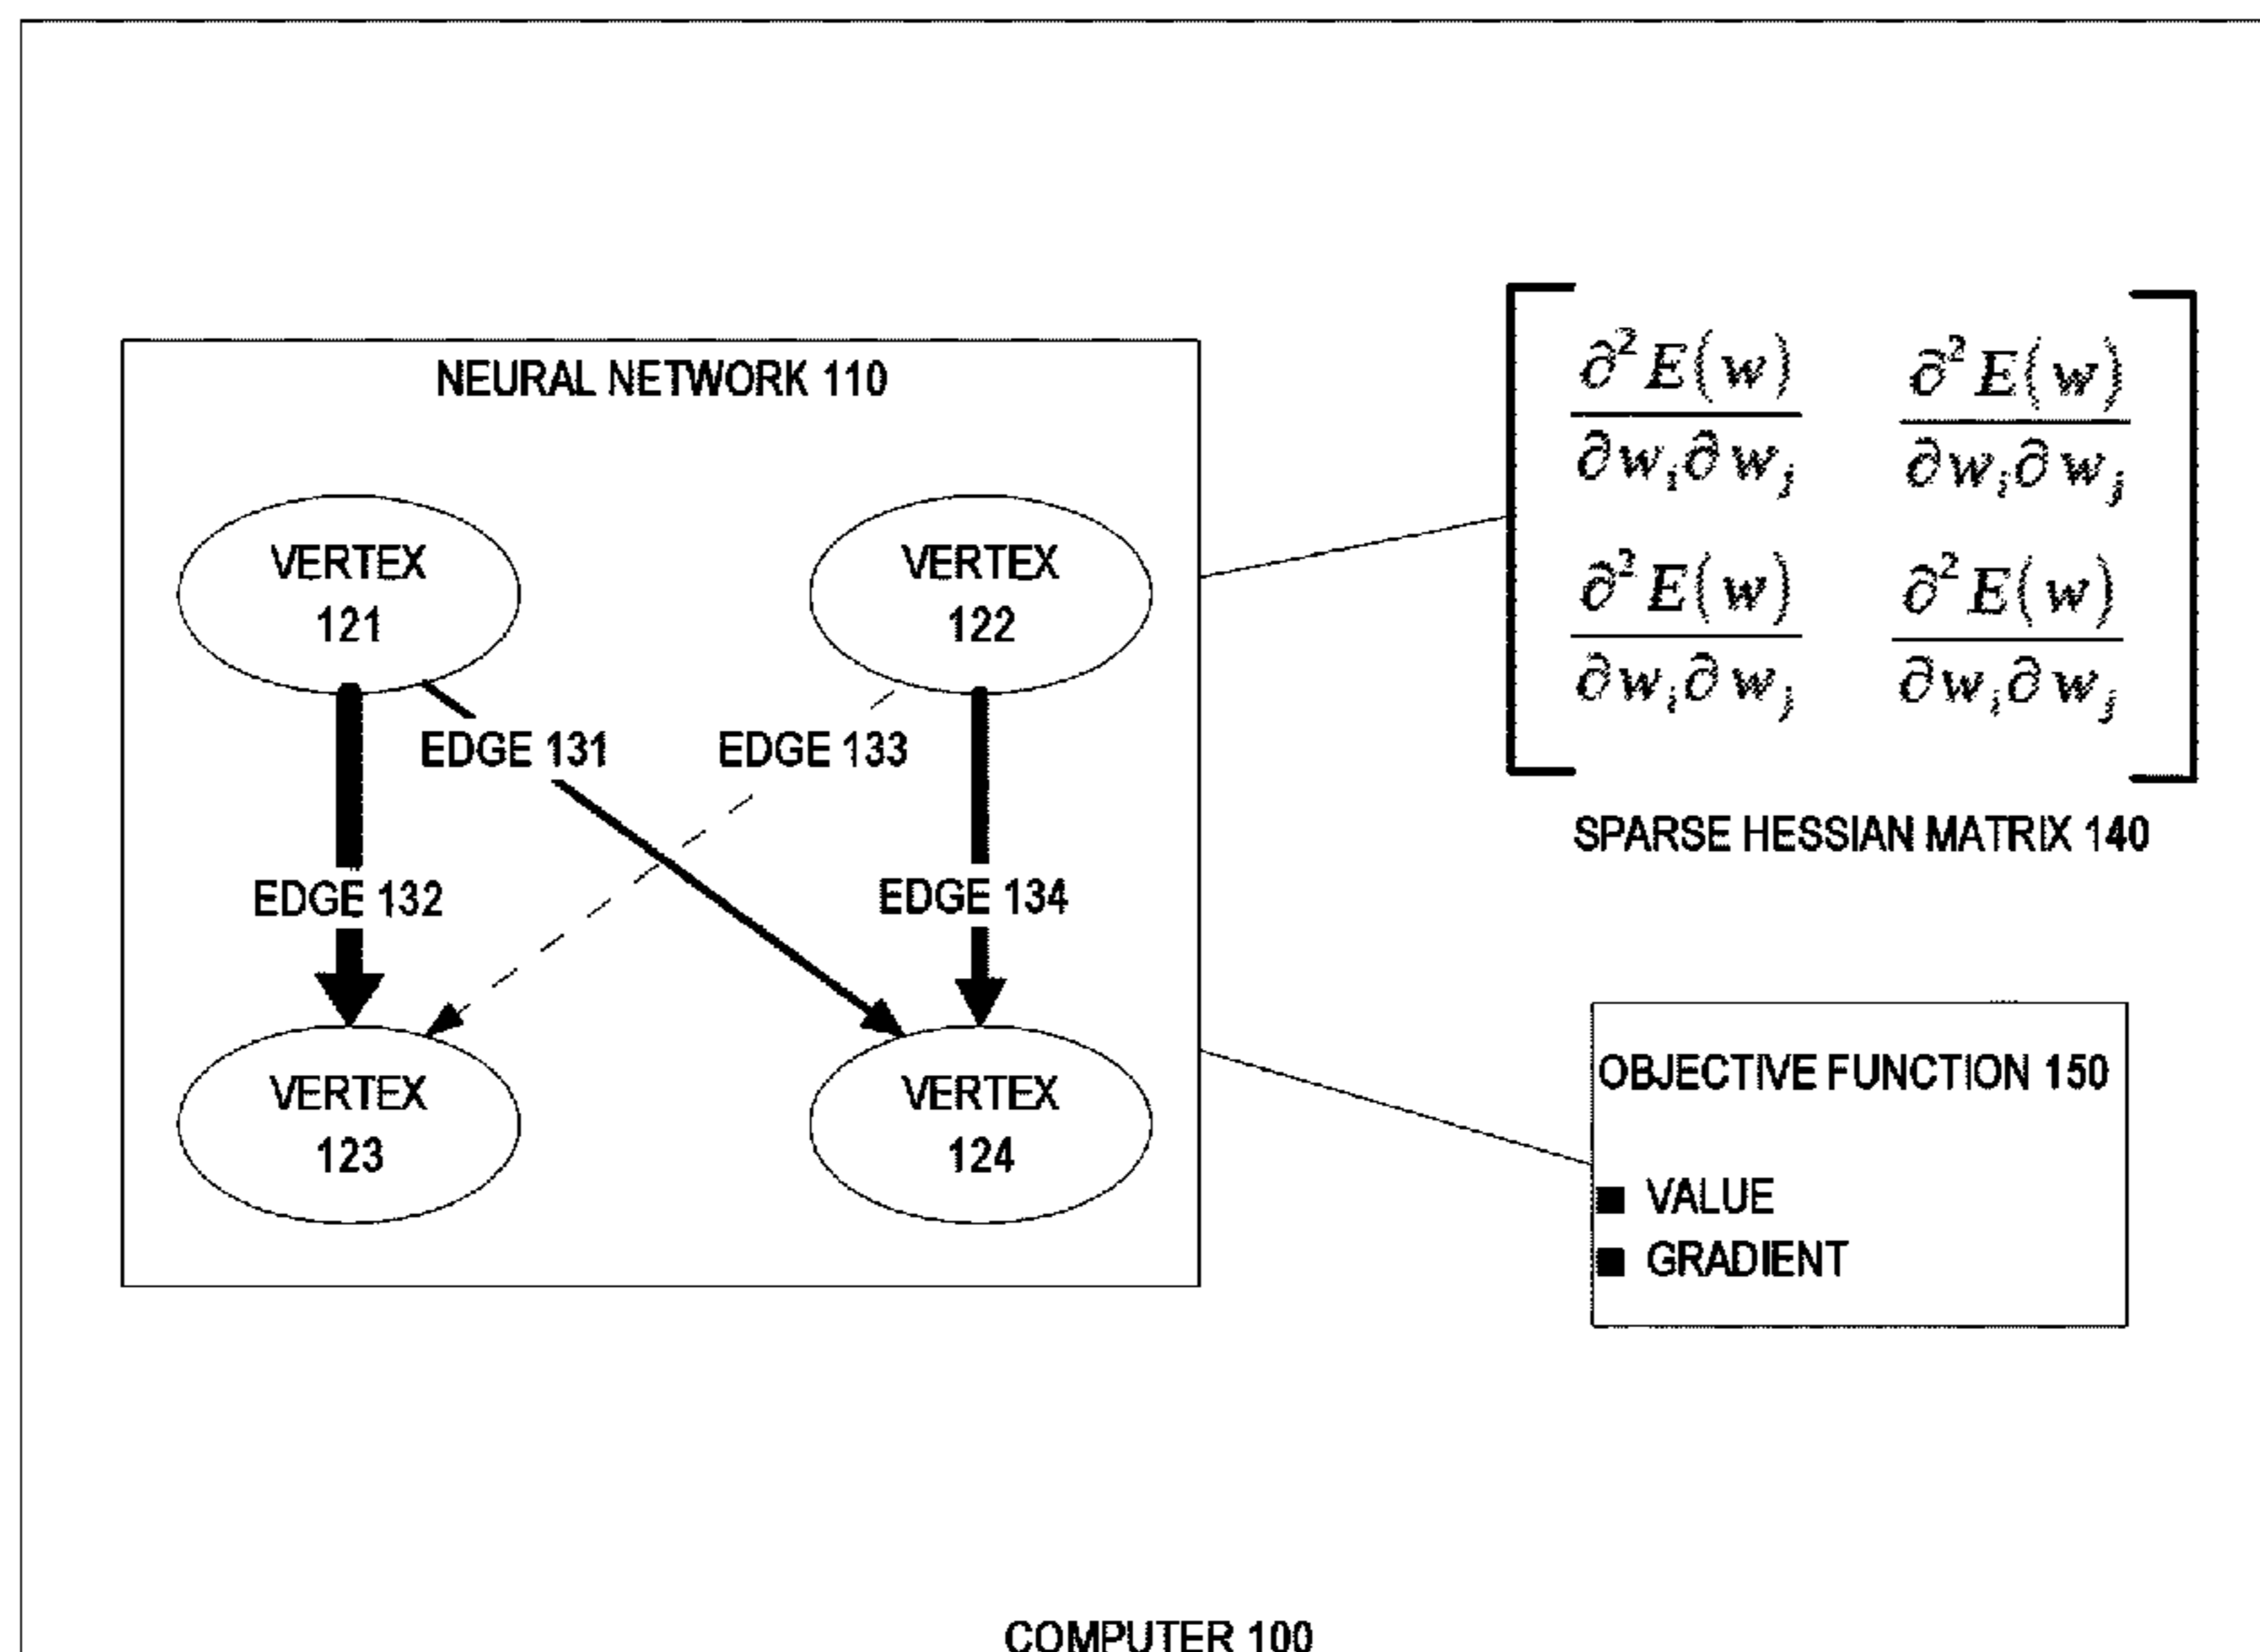 NEURAL NETWORK 110
VERTEX
121
VERTEX
122
EDGE 131
EDGE 133
EDGE 132
EDGE 134
VERTEX
123
VERTEX
124
∂²E(w) ∂²E(w)
∂wᵢ∂wⱼ ∂wᵢ∂wⱼ
∂²E(w) ∂²E(w)
∂wᵢ∂wⱼ ∂wᵢ∂wⱼ
SPARSE HESSIAN MATRIX 140
OBJECTIVE FUNCTION 150
■ VALUE
■ GRADIENT
COMPUTER 100